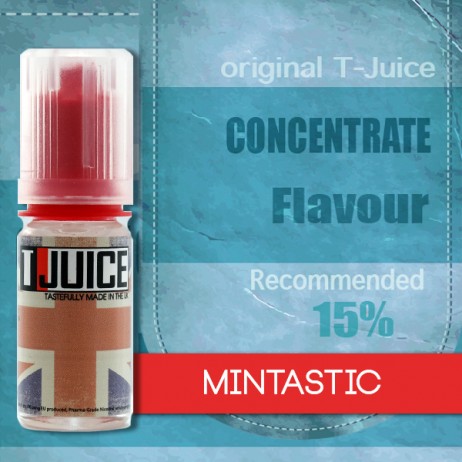 original T-Juice
CONCENTRATE
Flavour
Recommended
15%
MINTASTIC
T JUICE
TASTEFULLY MADE IN THE UK